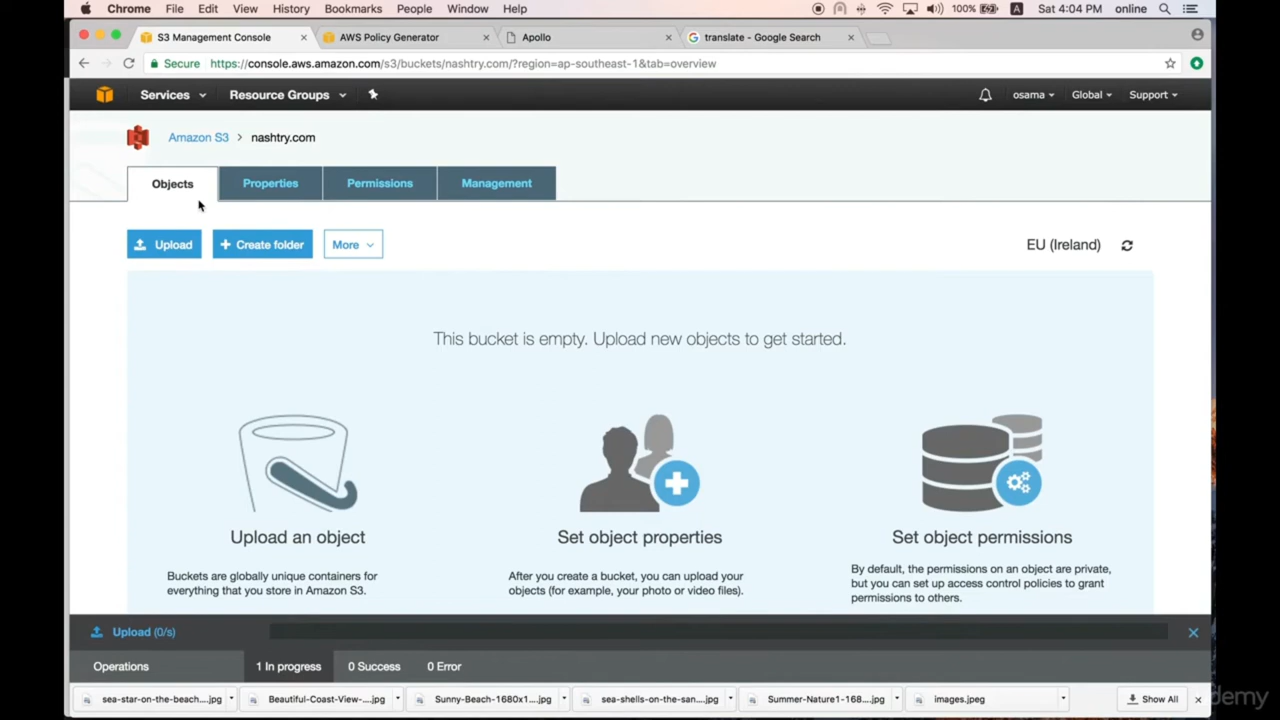 Chrome File Edit View History Bookmarks People Window Help 100% A Sat 4:04 PM online
S3 Management Console AWS Policy Generator Apollo translate - Google Search
Secure https://console.aws.amazon.com/s3/buckets/nashtry.com/?region=ap-southeast-1&tab=overview
Services Resource Groups osama Global Support
Amazon S3 > nashtry.com
Objects Properties Permissions Management
Upload + Create folder More EU (Ireland)
This bucket is empty. Upload new objects to get started.
Upload an object
Buckets are globally unique containers for
everything that you store in Amazon S3.
Set object properties
After you create a bucket, you can upload your
objects (for example, your photo or video files).
Set object permissions
By default, the permissions on an object are private,
but you can set up access control policies to grant
permissions to others.
Upload (0/s)
Operations 1 In progress 0 Success 0 Error
sea-star-on-the-beach....jpg Beautiful-Coast-View-....jpg Sunny-Beach-1680x1....jpg sea-shells-on-the-san....jpg Summer-Nature1-168....jpg images.jpeg Show All
demy